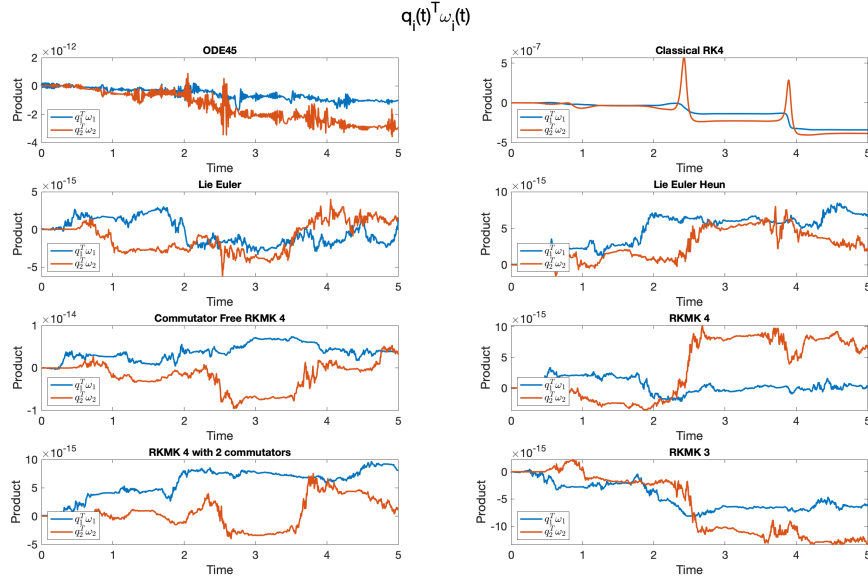 q_i(t)^T ω_i(t)
ODE45
×10^-12
2
0
-2
-4
Product
q_1^T ω_1
q_2^T ω_2
0 1 2 3 4 5
Time
Classical RK4
×10^-7
5
0
-5
Product
q_1^T ω_1
q_2^T ω_2
0 1 2 3 4 5
Time
Lie Euler
×10^-15
5
0
-5
Product
q_1^T ω_1
q_2^T ω_2
0 1 2 3 4 5
Time
Lie Euler Heun
×10^-15
10
5
0
Product
q_1^T ω_1
q_2^T ω_2
0 1 2 3 4 5
Time
Commutator Free RKMK 4
×10^-14
1
0
-1
Product
q_1^T ω_1
q_2^T ω_2
0 1 2 3 4 5
Time
RKMK 4
×10^-15
10
5
0
Product
q_1^T ω_1
q_2^T ω_2
0 1 2 3 4 5
Time
RKMK 4 with 2 commutators
×10^-15
10
5
0
-5
Product
q_1^T ω_1
q_2^T ω_2
0 1 2 3 4 5
Time
RKMK 3
×10^-15
0
-5
-10
Product
q_1^T ω_1
q_2^T ω_2
0 1 2 3 4 5
Time